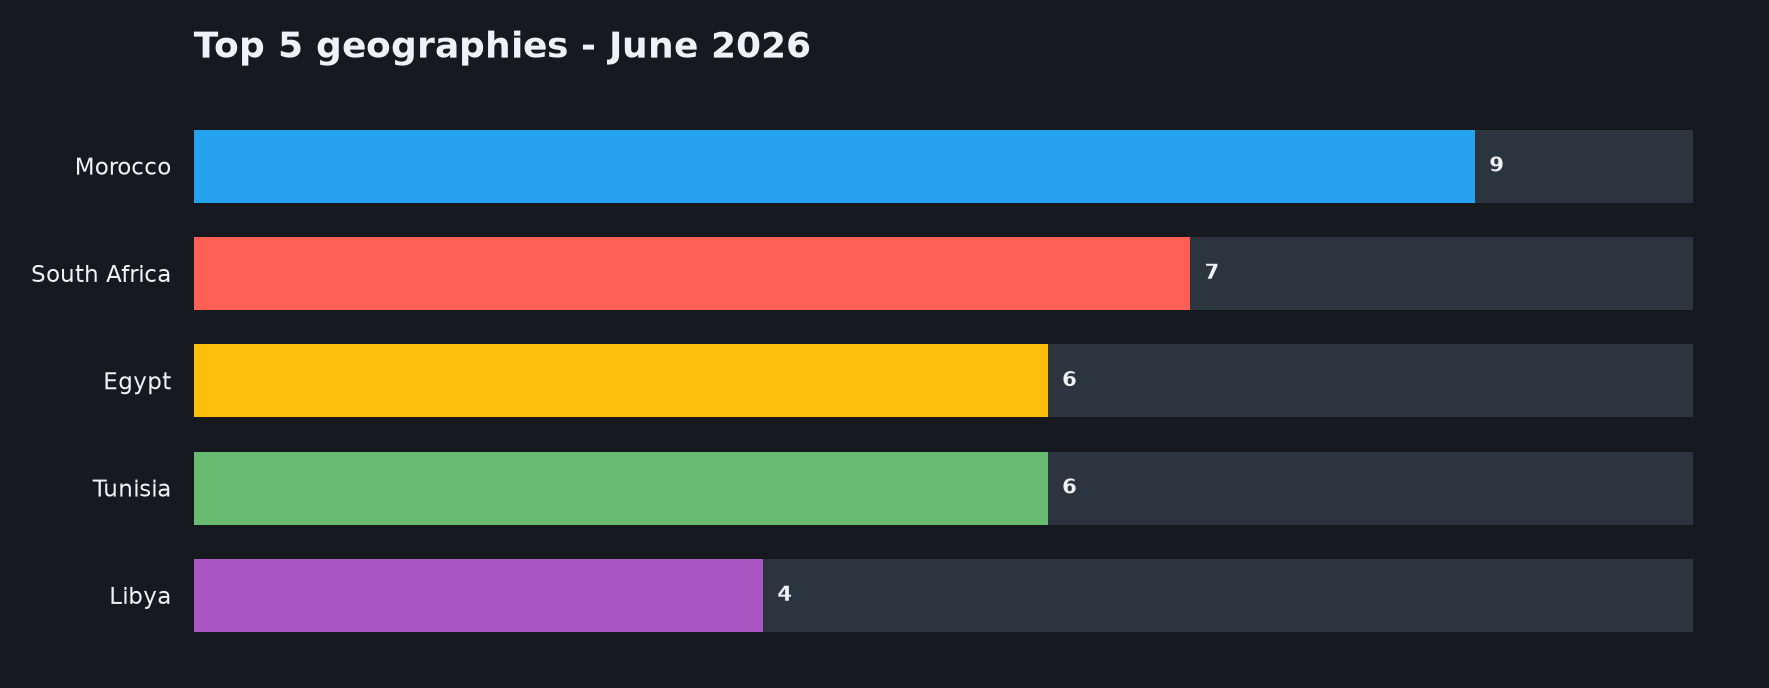 Top 5 geographies - June 2026
Morocco 9
South Africa 7
Egypt 6
Tunisia 6
Libya 4